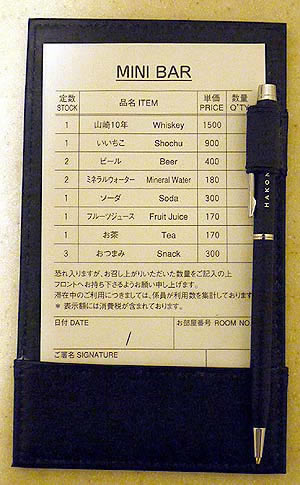 MINI BAR
定数 品名 ITEM 単価 数量
STOCK PRICE Q'TY
1 山崎10年 Whiskey 1500
1 いいちこ Shochu 900
2 ビール Beer 400
2 ミネラルウォーター Mineral Water 180
1 ソーダ Soda 300
1 フルーツジュース Fruit Juice 170
1 お茶 Tea 170
3 おつまみ Snack 300
恐れ入りますが、お召し上がりいただいた数量をご記入の上
フロントへお持ち下さるようお願い申し上げます。
滞在中のご利用につきましては、係員が利用数を集計しております
* 表示額には消費税が含まれております。
日付 DATE お部屋番号 ROOM NO.
/
ご署名 SIGNATURE
HAKON